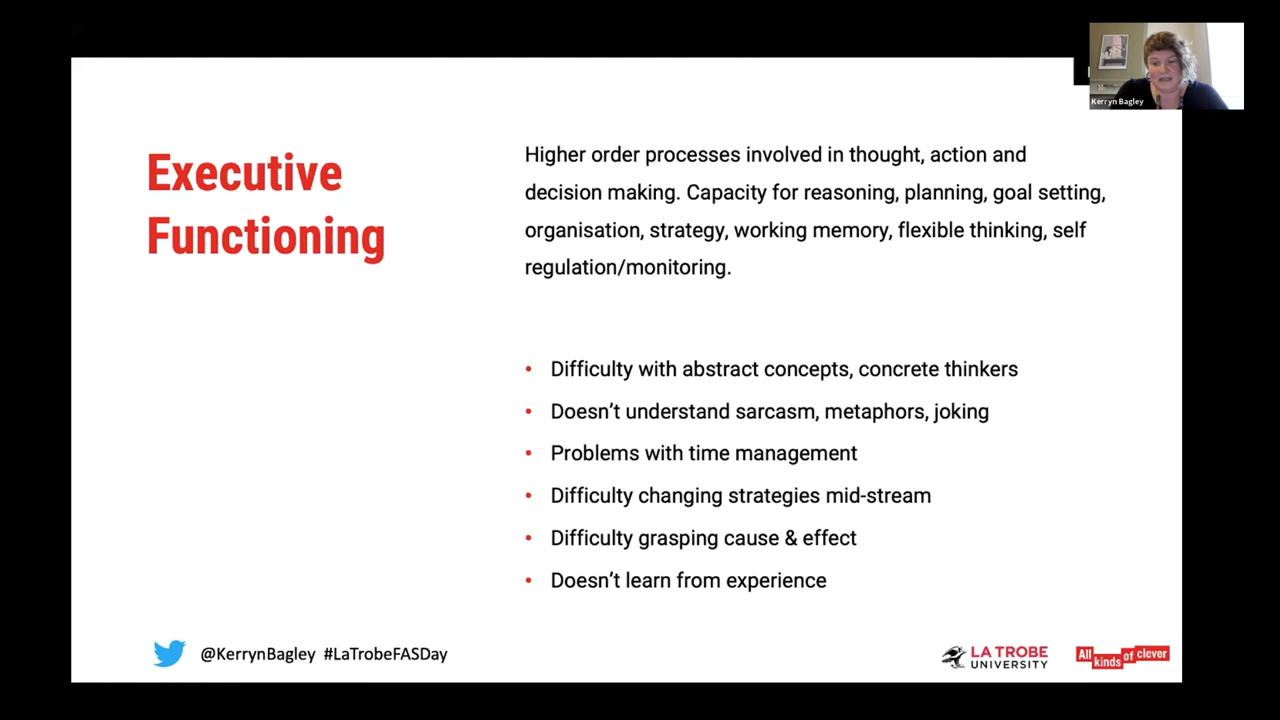 Kerryn Bagley
Executive
Functioning
Higher order processes involved in thought, action and
decision making. Capacity for reasoning, planning, goal setting,
organisation, strategy, working memory, flexible thinking, self
regulation/monitoring.
• Difficulty with abstract concepts, concrete thinkers
• Doesn’t understand sarcasm, metaphors, joking
• Problems with time management
• Difficulty changing strategies mid-stream
• Difficulty grasping cause & effect
• Doesn’t learn from experience
@KerrynBagley #LaTrobeFASDay
LA TROBE
UNIVERSITY
All kinds of clever